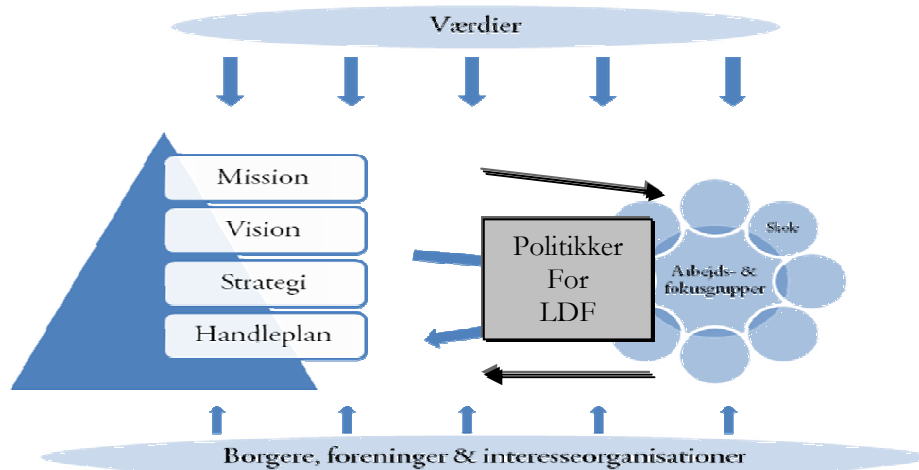 Værdier
Mission
Vision
Strategi
Handleplan
Politikker
For
LDF
Skole
Arbejds- &
fokusgrupper
Borgere, foreninger & interesseorganisationer